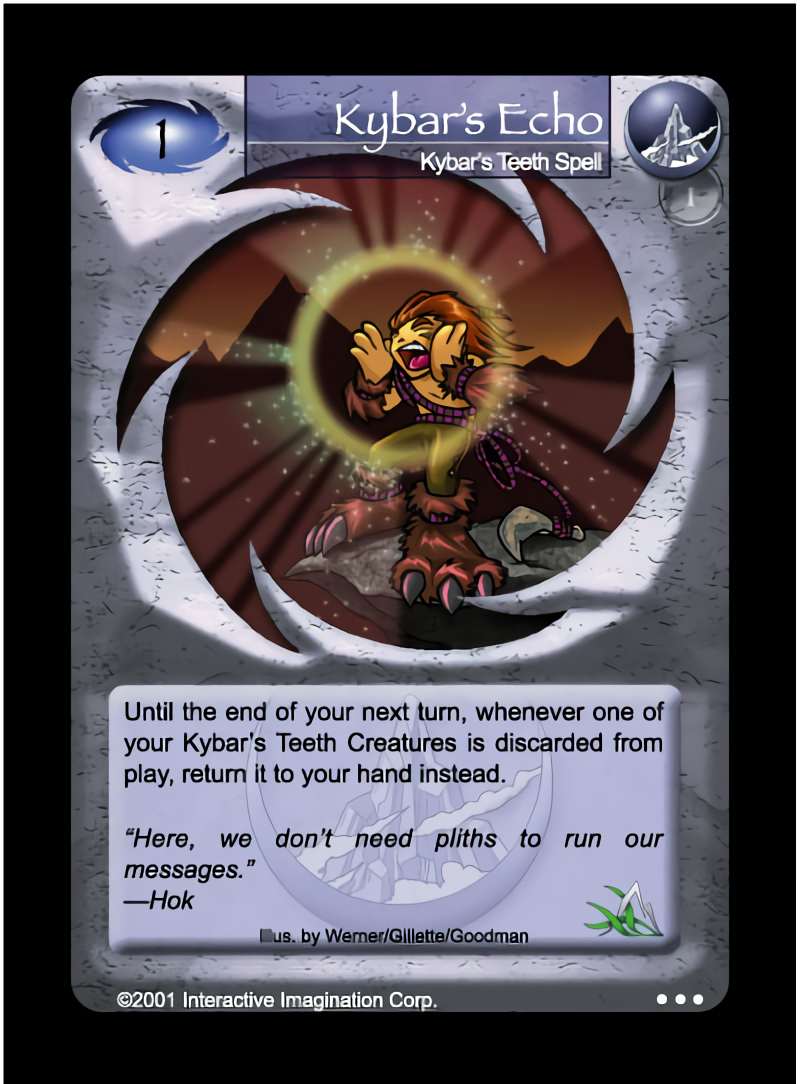 1
Kybar's Echo
Kybar's Teeth Spell
1
Until the end of your next turn, whenever one of
your Kybar's Teeth Creatures is discarded from
play, return it to your hand instead.
“Here, we don't need pliths to run our
messages.”
—Hok
Illus. by Werner/Gillette/Goodman
©2001 Interactive Imagination Corp.